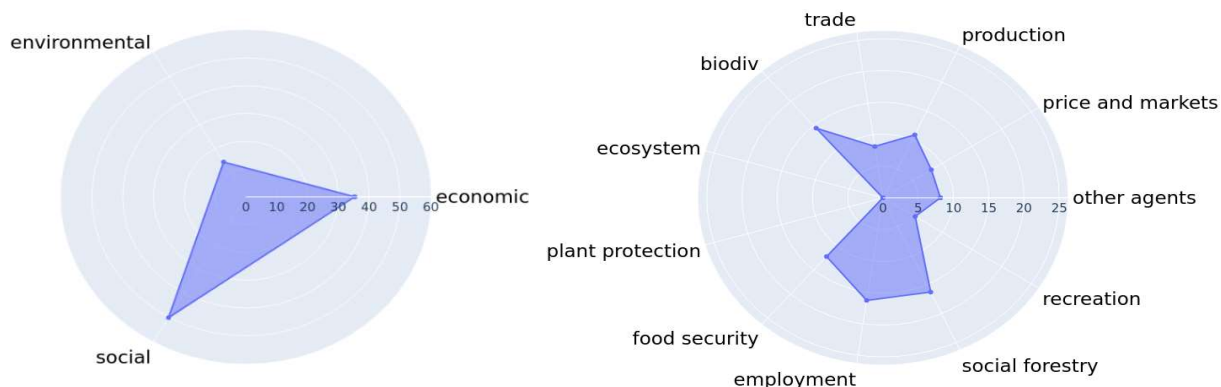 environmental
economic
social
0 10 20 30 40 50 60
trade
production
biodiv
price and markets
ecosystem
other agents
0 5 10 15 20 25
plant protection
recreation
food security
social forestry
employment